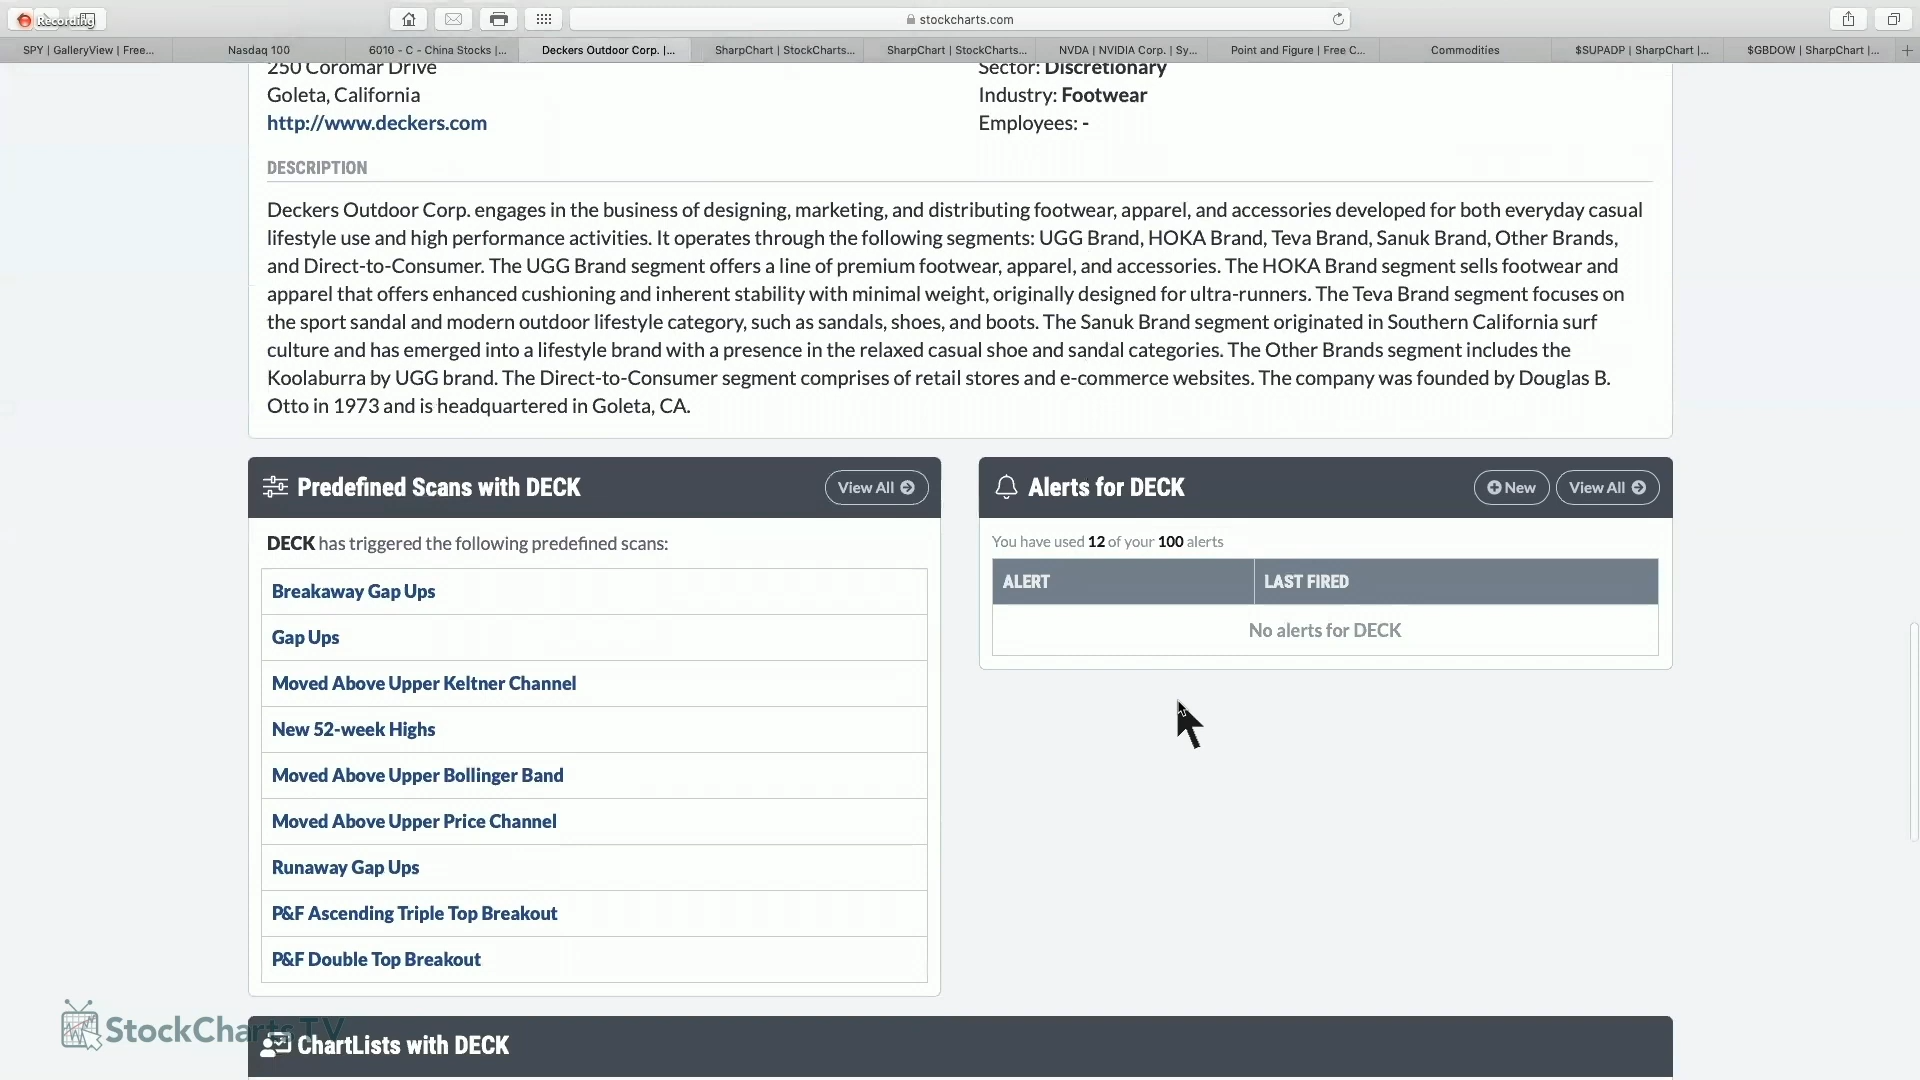 Recording
stockcharts.com
SPY | GalleryView | Free...
Nasdaq 100
6010 - C - China Stocks |...
Deckers Outdoor Corp. |...
SharpChart | StockCharts...
SharpChart | StockCharts...
NVDA | NVIDIA Corp. | Sy...
Point and Figure | Free C...
Commodities
$SUPADP | SharpChart |...
$GBDOW | SharpChart |...
250 Coromar Drive
Goleta, California
http://www.deckers.com
Sector: Discretionary
Industry: Footwear
Employees: -
DESCRIPTION
Deckers Outdoor Corp. engages in the business of designing, marketing, and distributing footwear, apparel, and accessories developed for both everyday casual
lifestyle use and high performance activities. It operates through the following segments: UGG Brand, HOKA Brand, Teva Brand, Sanuk Brand, Other Brands,
and Direct-to-Consumer. The UGG Brand segment offers a line of premium footwear, apparel, and accessories. The HOKA Brand segment sells footwear and
apparel that offers enhanced cushioning and inherent stability with minimal weight, originally designed for ultra-runners. The Teva Brand segment focuses on
the sport sandal and modern outdoor lifestyle category, such as sandals, shoes, and boots. The Sanuk Brand segment originated in Southern California surf
culture and has emerged into a lifestyle brand with a presence in the relaxed casual shoe and sandal categories. The Other Brands segment includes the
Koolaburra by UGG brand. The Direct-to-Consumer segment comprises of retail stores and e-commerce websites. The company was founded by Douglas B.
Otto in 1973 and is headquartered in Goleta, CA.
Predefined Scans with DECK
View All
DECK has triggered the following predefined scans:
Breakaway Gap Ups
Gap Ups
Moved Above Upper Keltner Channel
New 52-week Highs
Moved Above Upper Bollinger Band
Moved Above Upper Price Channel
Runaway Gap Ups
P&F Ascending Triple Top Breakout
P&F Double Top Breakout
Alerts for DECK
New
View All
You have used 12 of your 100 alerts
ALERT
LAST FIRED
No alerts for DECK
StockCharts TV
ChartLists with DECK